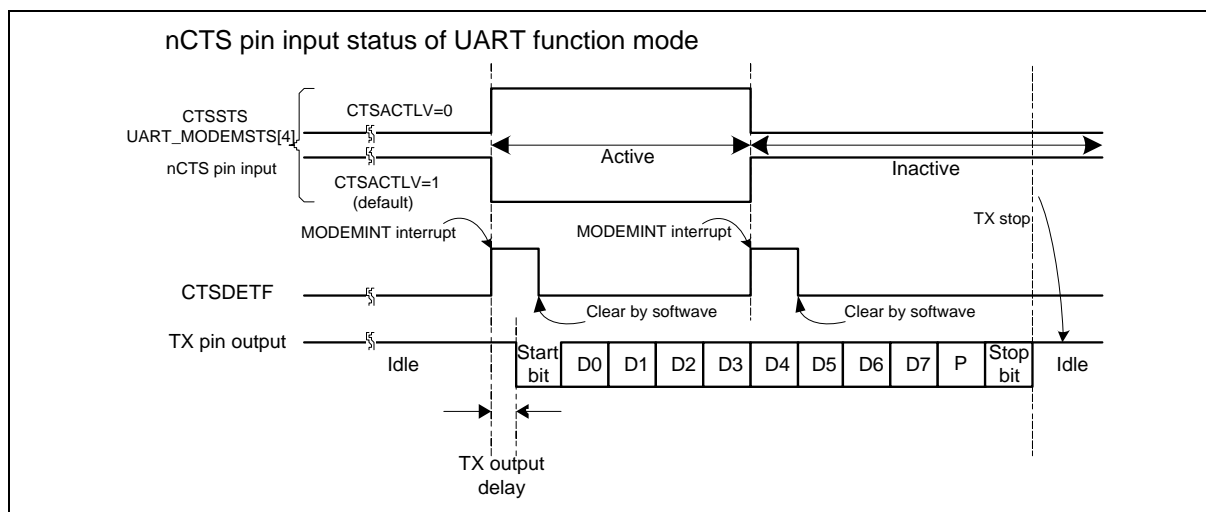 nCTS pin input status of UART function mode
CTSSTS
UART_MODEMSTS[4]
CTSACTLV=0
nCTS pin input
Active
Inactive
CTSACTLV=1
(default)
TX stop
MODEMINT interrupt
MODEMINT interrupt
CTSDETF
Clear by softwave
Clear by softwave
TX pin output
Idle
Start
bit
D0
D1
D2
D3
D4
D5
D6
D7
P
Stop
bit
Idle
TX output
delay